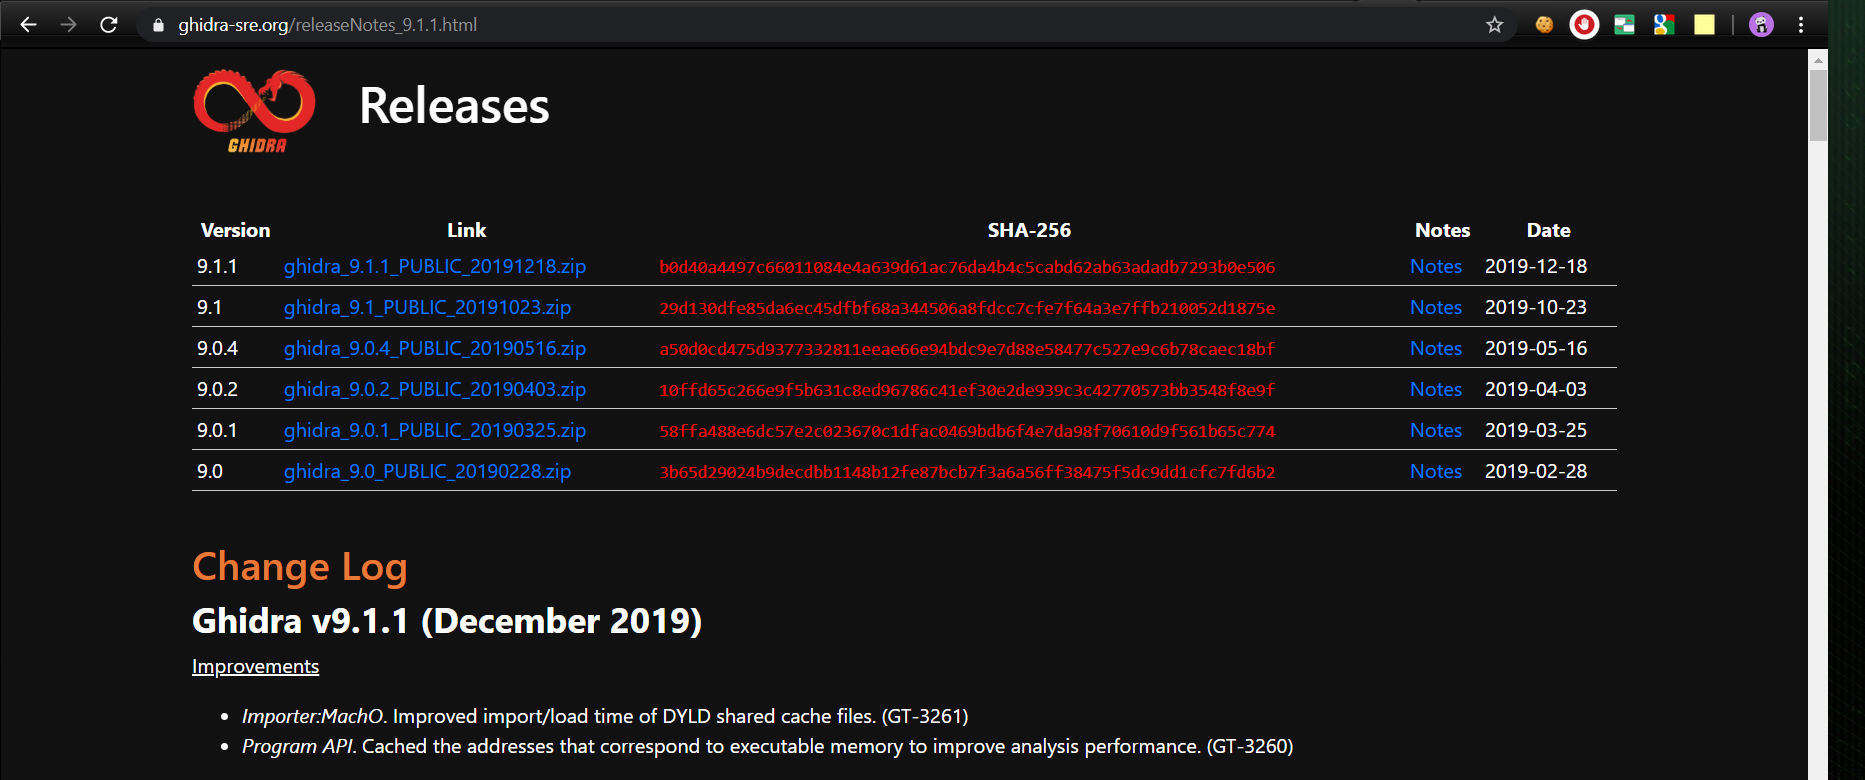 ghidra-sre.org/releaseNotes_9.1.1.html
GHIDRA
Releases
Version Link SHA-256 Notes Date
9.1.1 ghidra_9.1.1_PUBLIC_20191218.zip b0d40a4497c66011084e4a639d61ac76da4b4c5cabd62ab63adadb7293b0e506 Notes 2019-12-18
9.1 ghidra_9.1_PUBLIC_20191023.zip 29d130dfe85da6ec45dfbf68a344506a8fdcc7cfe7f64a3e7ffb210052d1875e Notes 2019-10-23
9.0.4 ghidra_9.0.4_PUBLIC_20190516.zip a50d0cd475d9377332811eeae66e94bdc9e7d88e58477c527e9c6b78caec18bf Notes 2019-05-16
9.0.2 ghidra_9.0.2_PUBLIC_20190403.zip 10ffd65c266e9f5b631c8ed96786c41ef30e2de939c3c42770573bb3548f8e9f Notes 2019-04-03
9.0.1 ghidra_9.0.1_PUBLIC_20190325.zip 58ffa488e6dc57e2c023670c1dfac0469bdb6f4e7da98f70610d9f561b65c774 Notes 2019-03-25
9.0 ghidra_9.0_PUBLIC_20190228.zip 3b65d29024b9decdbb1148b12fe87bcb7f3a6a56ff38475f5dc9dd1cfc7fd6b2 Notes 2019-02-28
Change Log
Ghidra v9.1.1 (December 2019)
Improvements
• Importer:MachO. Improved import/load time of DYLD shared cache files. (GT-3261)
• Program API. Cached the addresses that correspond to executable memory to improve analysis performance. (GT-3260)